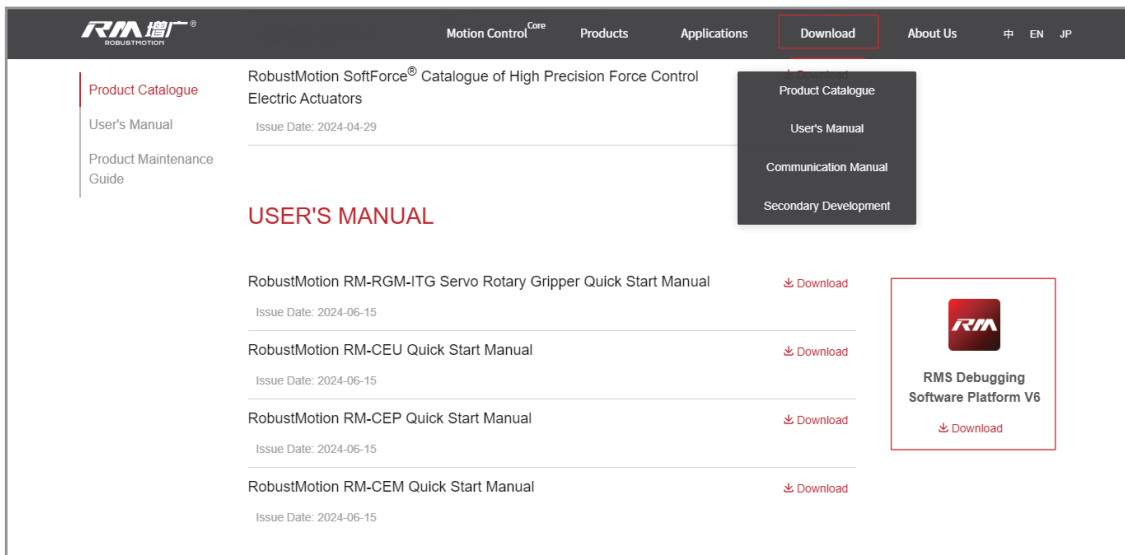 RM 增广®
ROBUSTMOTION
Motion Control Core
Products
Applications
Download
About Us
中 EN JP
Product Catalogue
User's Manual
Product Maintenance
Guide
RobustMotion SoftForce® Catalogue of High Precision Force Control
Electric Actuators
Issue Date: 2024-04-29
Download
Product Catalogue
User's Manual
Communication Manual
Secondary Development
USER'S MANUAL
RobustMotion RM-RGM-ITG Servo Rotary Gripper Quick Start Manual
Download
Issue Date: 2024-06-15
RobustMotion RM-CEU Quick Start Manual
Download
Issue Date: 2024-06-15
RobustMotion RM-CEP Quick Start Manual
Download
Issue Date: 2024-06-15
RobustMotion RM-CEM Quick Start Manual
Download
Issue Date: 2024-06-15
RM
RMS Debugging
Software Platform V6
Download